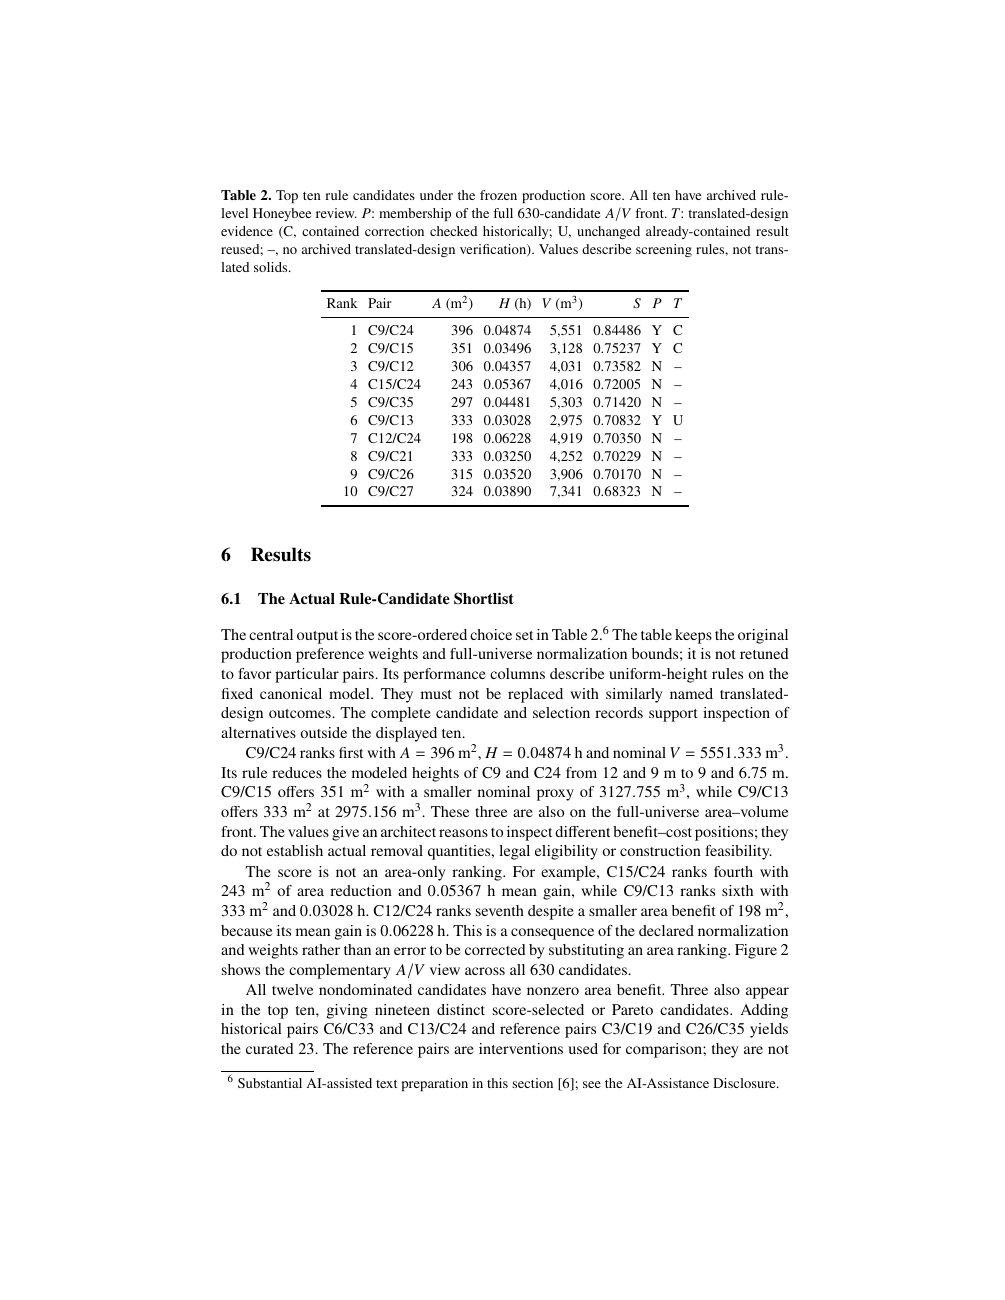 Table 2. Top ten rule candidates under the frozen production score. All ten have archived rule-
level Honeybee review. P: membership of the full 630-candidate A/V front. T: translated-design
evidence (C, contained correction checked historically; U, unchanged already-contained result
reused; –, no archived translated-design verification). Values describe screening rules, not trans-
lated solids.
Rank Pair A (m²) H (h) V (m³) S P T
1 C9/C24 396 0.04874 5,551 0.84486 Y C
2 C9/C15 351 0.03496 3,128 0.75237 Y C
3 C9/C12 306 0.04357 4,031 0.73582 N –
4 C15/C24 243 0.05367 4,016 0.72005 N –
5 C9/C35 297 0.04481 5,303 0.71420 N –
6 C9/C13 333 0.03028 2,975 0.70832 Y U
7 C12/C24 198 0.06228 4,919 0.70350 N –
8 C9/C21 333 0.03250 4,252 0.70229 N –
9 C9/C26 315 0.03520 3,906 0.70170 N –
10 C9/C27 324 0.03890 7,341 0.68323 N –
6 Results
6.1 The Actual Rule-Candidate Shortlist
The central output is the score-ordered choice set in Table 2.⁶ The table keeps the original
production preference weights and full-universe normalization bounds; it is not retuned
to favor particular pairs. Its performance columns describe uniform-height rules on the
fixed canonical model. They must not be replaced with similarly named translated-
design outcomes. The complete candidate and selection records support inspection of
alternatives outside the displayed ten.
C9/C24 ranks first with A = 396 m², H = 0.04874 h and nominal V = 5551.333 m³.
Its rule reduces the modeled heights of C9 and C24 from 12 and 9 m to 9 and 6.75 m.
C9/C15 offers 351 m² with a smaller nominal proxy of 3127.755 m³, while C9/C13
offers 333 m² at 2975.156 m³. These three are also on the full-universe area–volume
front. The values give an architect reasons to inspect different benefit–cost positions; they
do not establish actual removal quantities, legal eligibility or construction feasibility.
The score is not an area-only ranking. For example, C15/C24 ranks fourth with
243 m² of area reduction and 0.05367 h mean gain, while C9/C13 ranks sixth with
333 m² and 0.03028 h. C12/C24 ranks seventh despite a smaller area benefit of 198 m²,
because its mean gain is 0.06228 h. This is a consequence of the declared normalization
and weights rather than an error to be corrected by substituting an area ranking. Figure 2
shows the complementary A/V view across all 630 candidates.
All twelve nondominated candidates have nonzero area benefit. Three also appear
in the top ten, giving nineteen distinct score-selected or Pareto candidates. Adding
historical pairs C6/C33 and C13/C24 and reference pairs C3/C19 and C26/C35 yields
the curated 23. The reference pairs are interventions used for comparison; they are not
⁶ Substantial AI-assisted text preparation in this section [6]; see the AI-Assistance Disclosure.